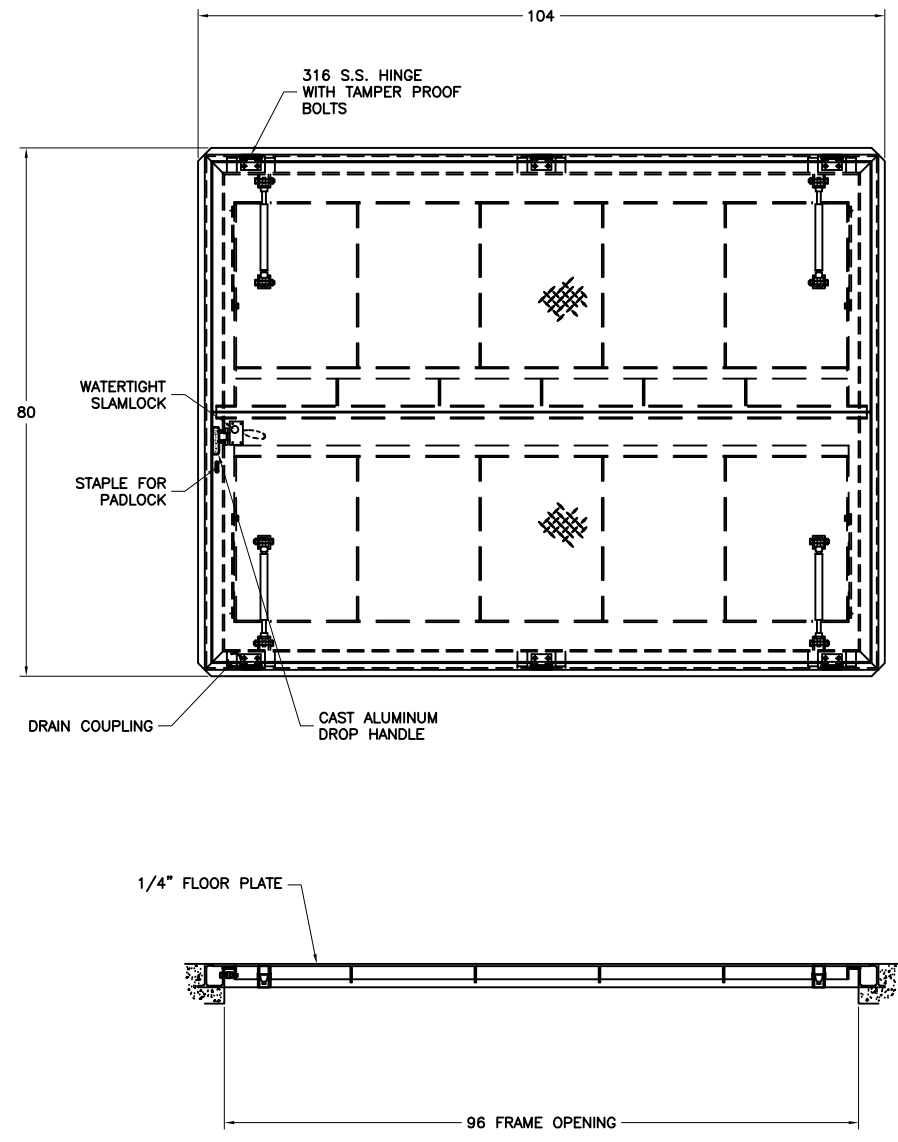 104
316 S.S. HINGE
WITH TAMPER PROOF
BOLTS
80
WATERTIGHT
SLAMLOCK
STAPLE FOR
PADLOCK
DRAIN COUPLING
CAST ALUMINUM
DROP HANDLE
1/4" FLOOR PLATE
96 FRAME OPENING